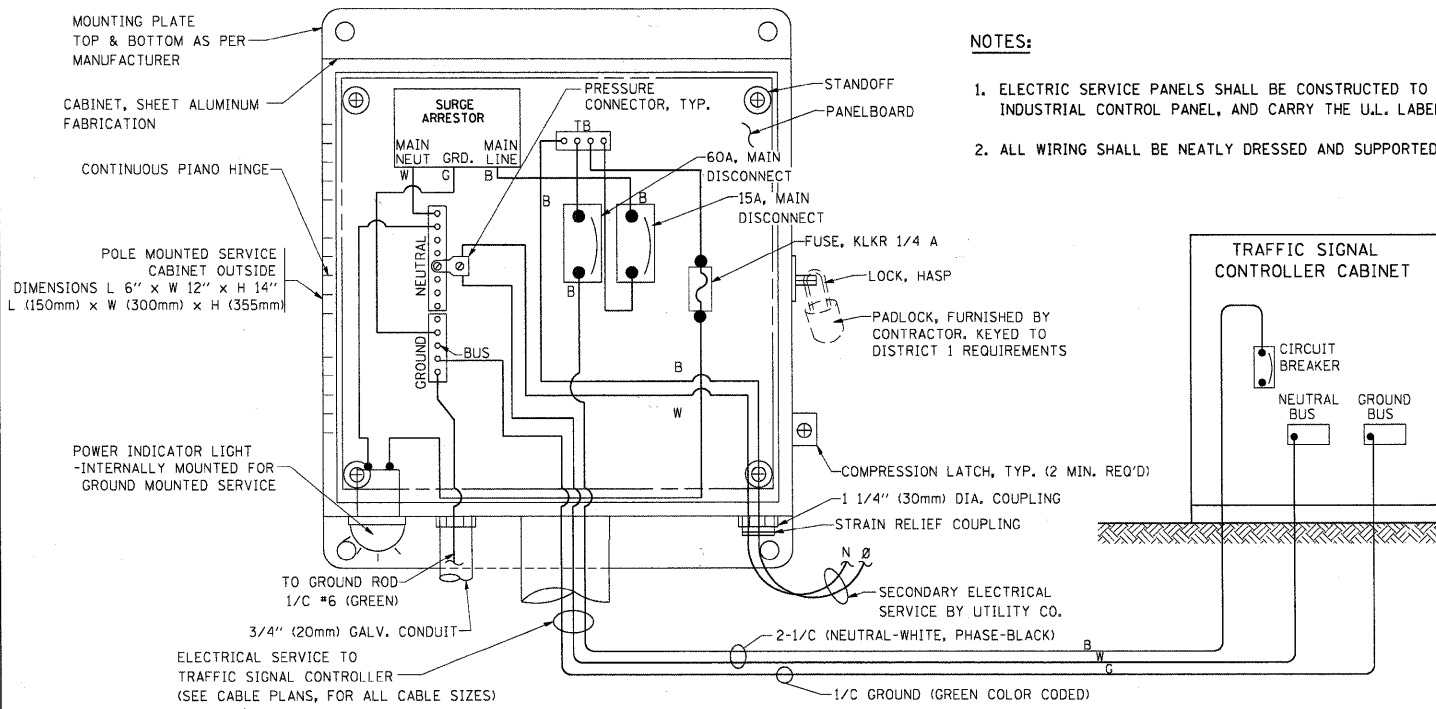 MOUNTING PLATE
TOP & BOTTOM AS PER
MANUFACTURER
CABINET, SHEET ALUMINUM
FABRICATION
CONTINUOUS PIANO HINGE
POLE MOUNTED SERVICE
CABINET OUTSIDE
DIMENSIONS L 6" x W 12" x H 14"
L (150mm) x W (300mm) x H (355mm)
POWER INDICATOR LIGHT
-INTERNALLY MOUNTED FOR
GROUND MOUNTED SERVICE
TO GROUND ROD
1/C #6 (GREEN)
3/4" (20mm) GALV. CONDUIT
ELECTRICAL SERVICE TO
TRAFFIC SIGNAL CONTROLLER
(SEE CABLE PLANS, FOR ALL CABLE SIZES)
SURGE
ARRESTOR
MAIN
NEUT
GRD.
MAIN
LINE
W
G
B
PRESSURE
CONNECTOR, TYP.
TB
NEUTRAL
GROUND
BUS
B
B
B
60A, MAIN
DISCONNECT
15A, MAIN
DISCONNECT
FUSE, KLKR 1/4 A
B
W
STANDOFF
PANELBOARD
LOCK, HASP
PADLOCK, FURNISHED BY
CONTRACTOR. KEYED TO
DISTRICT 1 REQUIREMENTS
COMPRESSION LATCH, TYP. (2 MIN. REQ'D)
1 1/4" (30mm) DIA. COUPLING
STRAIN RELIEF COUPLING
N Ø
SECONDARY ELECTRICAL
SERVICE BY UTILITY CO.
2-1/C (NEUTRAL-WHITE, PHASE-BLACK)
B
W
G
1/C GROUND (GREEN COLOR CODED)
NOTES:
1. ELECTRIC SERVICE PANELS SHALL BE CONSTRUCTED TO
INDUSTRIAL CONTROL PANEL, AND CARRY THE U.L. LABE
2. ALL WIRING SHALL BE NEATLY DRESSED AND SUPPORTED
TRAFFIC SIGNAL
CONTROLLER CABINET
CIRCUIT
BREAKER
NEUTRAL
BUS
GROUND
BUS